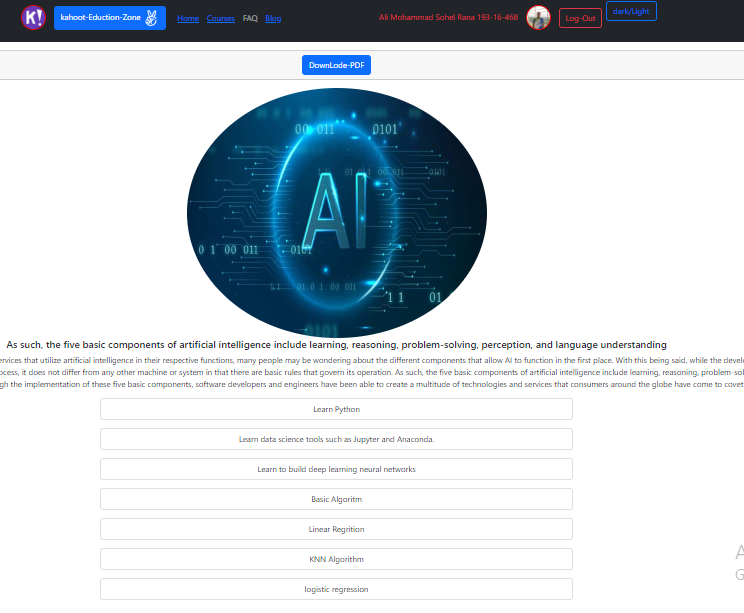 K!
kahoot-Eduction-Zone
Home Courses FAQ Blog
Ali Mohammad Sohel Rana 193-16-468
Log-Out
dark/Light
DownLode-PDF
00 011 0101
AI
0 1 00 011 0101
1 1 01
0101
As such, the five basic components of artificial intelligence include learning, reasoning, problem-solving, perception, and language understanding
ervices that utilize artificial intelligence in their respective functions, many people may be wondering about the different components that allow AI to function in the first place. With this being said, while the devel
ocess, it does not differ from any other machine or system in that there are basic rules that govern its operation. As such, the five basic components of artificial intelligence include learning, reasoning, problem-sol
gh the implementation of these five basic components, software developers and engineers have been able to create a multitude of technologies and services that consumers around the globe have come to covet
Learn Python
Learn data science tools such as Jupyter and Anaconda.
Learn to build deep learning neural networks
Basic Algoritm
Linear Regrition
KNN Algorithm
logistic regression
A
G